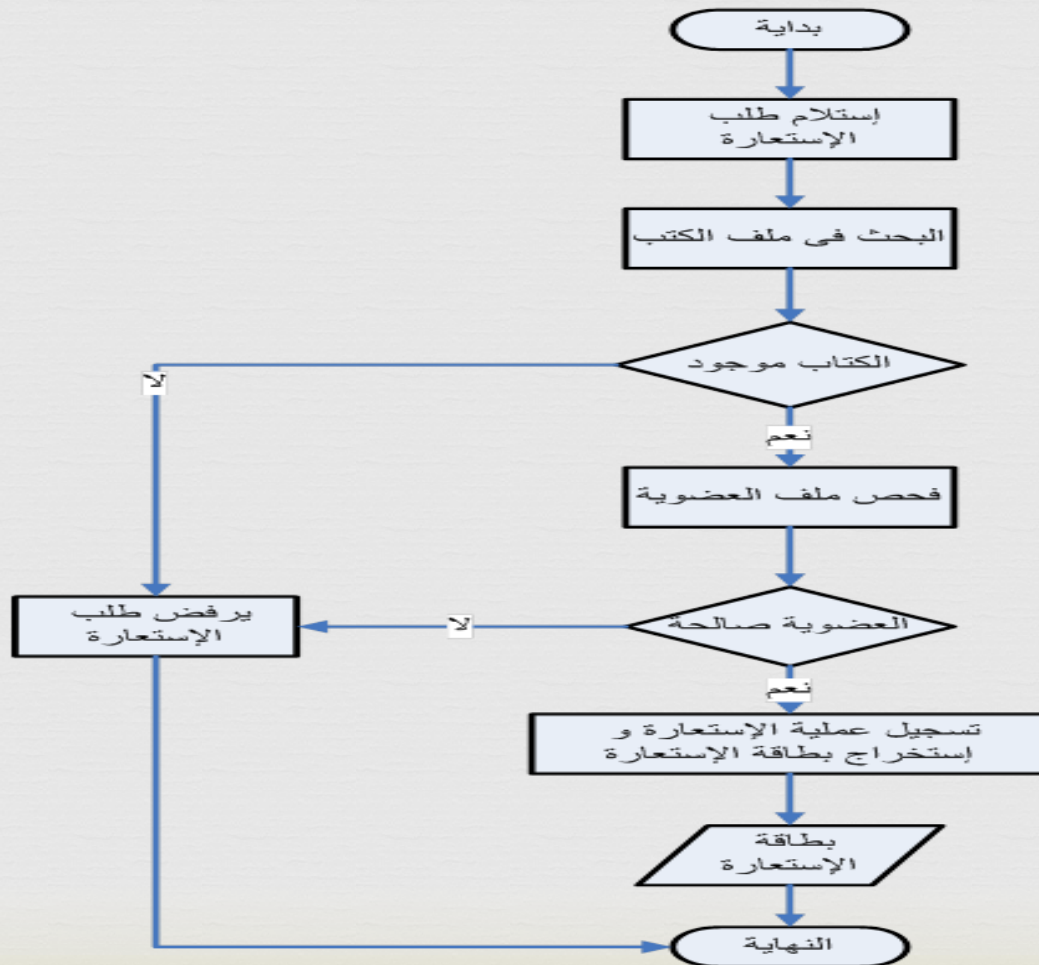 بداية
إستلام طلب
الإستعارة
البحث فى ملف الكتب
الكتاب موجود
لا
نعم
فحص ملف العضوية
العضوية صالحة
لا
يرفض طلب
الإستعارة
نعم
تسجيل عملية الإستعارة و
إستخراج بطاقة الإستعارة
بطاقة
الإستعارة
النهاية